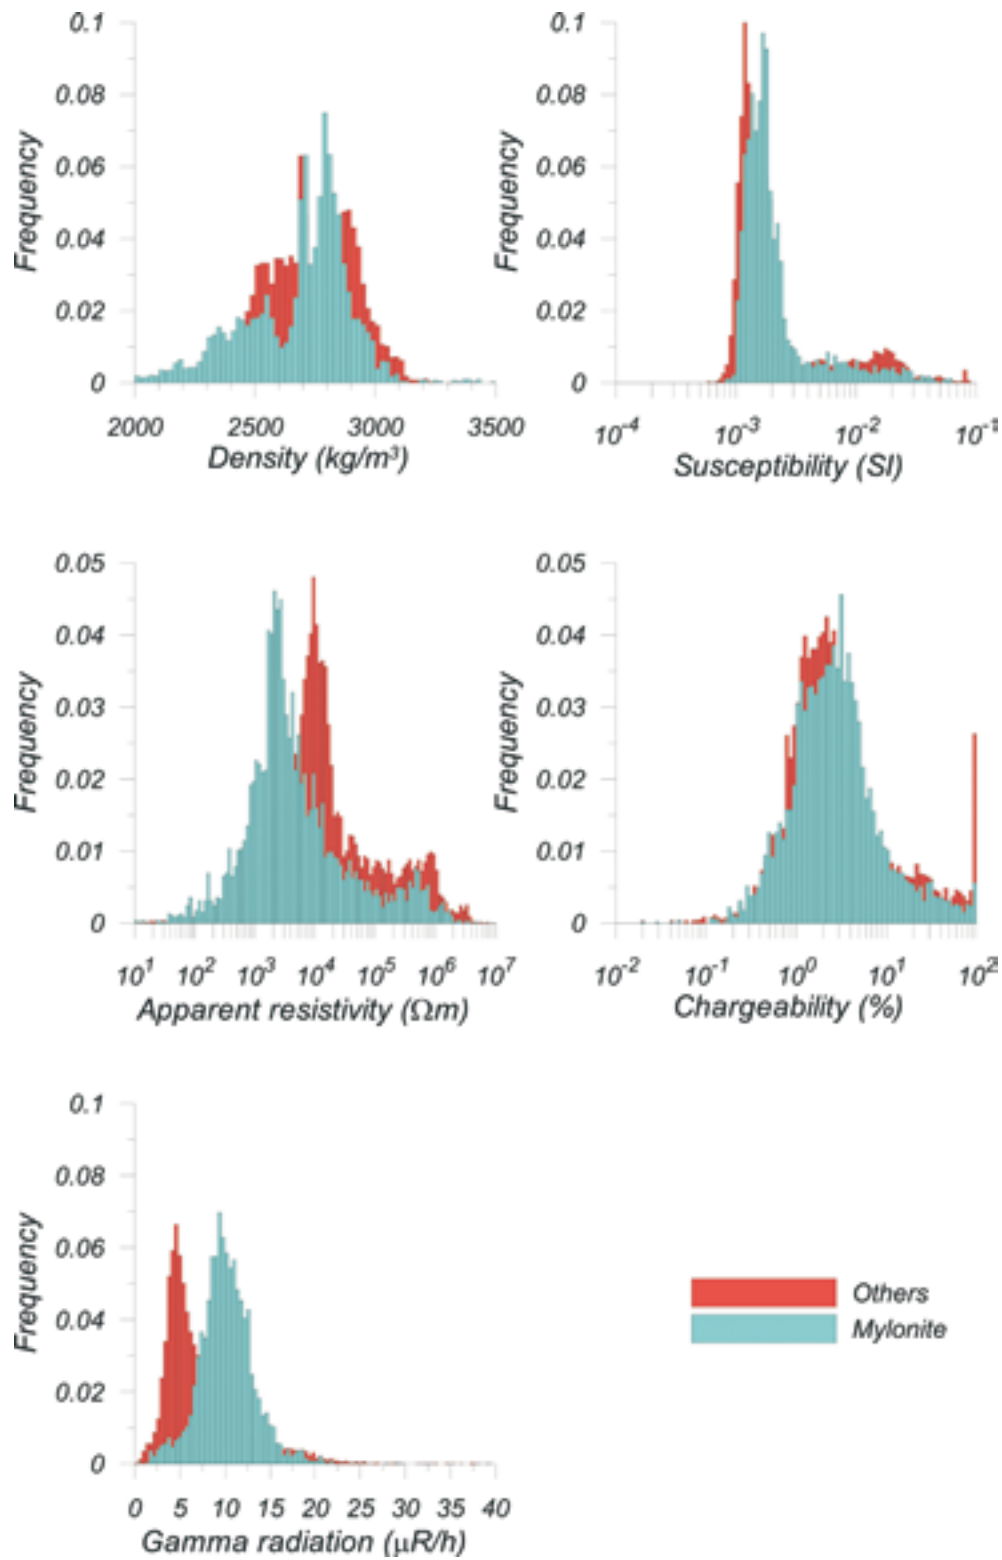 0.1
0.08
0.06
0.04
0.02
0
Frequency
2000 2500 3000 3500
Density (kg/m³)
0.1
0.08
0.06
0.04
0.02
0
Frequency
10⁻⁴ 10⁻³ 10⁻² 10⁻¹
Susceptibility (SI)
0.05
0.04
0.03
0.02
0.01
0
Frequency
10¹ 10² 10³ 10⁴ 10⁵ 10⁶ 10⁷
Apparent resistivity (Ωm)
0.05
0.04
0.03
0.02
0.01
0
Frequency
10⁻² 10⁻¹ 10⁰ 10¹ 10²
Chargeability (%)
0.1
0.08
0.06
0.04
0.02
0
Frequency
0 5 10 15 20 25 30 35 40
Gamma radiation (μR/h)
Others
Mylonite